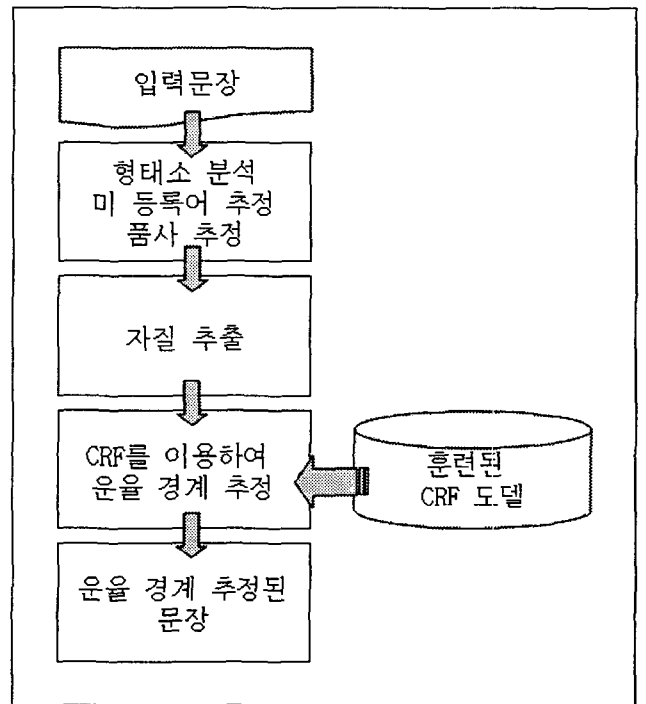 입력문장
형태소 분석
미 등록어 추정
품사 추정
자질 추출
CRF를 이용하여
운율 경계 추정
훈련된
CRF 모델
운율 경계 추정된
문장